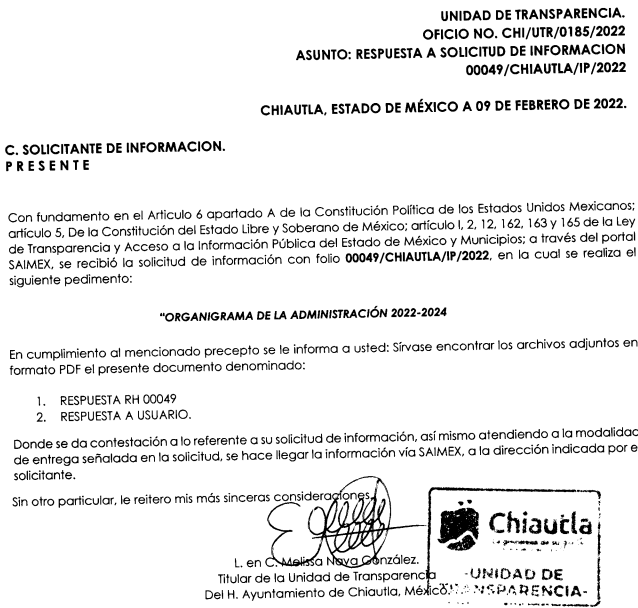 UNIDAD DE TRANSPARENCIA.
OFICIO NO. CHI/UTR/0185/2022
ASUNTO: RESPUESTA A SOLICITUD DE INFORMACION
00049/CHIAUTLA/IP/2022
CHIAUTLA, ESTADO DE MÉXICO A 09 DE FEBRERO DE 2022.
C. SOLICITANTE DE INFORMACION.
P R E S E N T E
Con fundamento en el Articulo 6 apartado A de la Constitución Política de los Estados Unidos Mexicanos;
artículo 5, De la Constitución del Estado Libre y Soberano de México; artículo I, 2, 12, 162, 163 y 165 de la Ley
de Transparencia y Acceso a la Información Pública del Estado de México y Municipios; a través del portal
SAIMEX, se recibió la solicitud de información con folio 00049/CHIAUTLA/IP/2022, en la cual se realiza el
siguiente pedimento:
"ORGANIGRAMA DE LA ADMINISTRACIÓN 2022-2024
En cumplimiento al mencionado precepto se le informa a usted: Sírvase encontrar los archivos adjuntos en
formato PDF el presente documento denominado:
1. RESPUESTA RH 00049
2. RESPUESTA A USUARIO.
Donde se da contestación a lo referente a su solicitud de información, así mismo atendiendo a la modalidad
de entrega señalada en la solicitud, se hace llegar la información vía SAIMEX, a la dirección indicada por e
solicitante.
Sin otro particular, le reitero mis más sinceras consideraciones.
L. en C. Melissa Nava González.
Titular de la Unidad de Transparencia
Del H. Ayuntamiento de Chiautla, México.
Chiautla
-UNIDAD DE
TRANSPARENCIA-